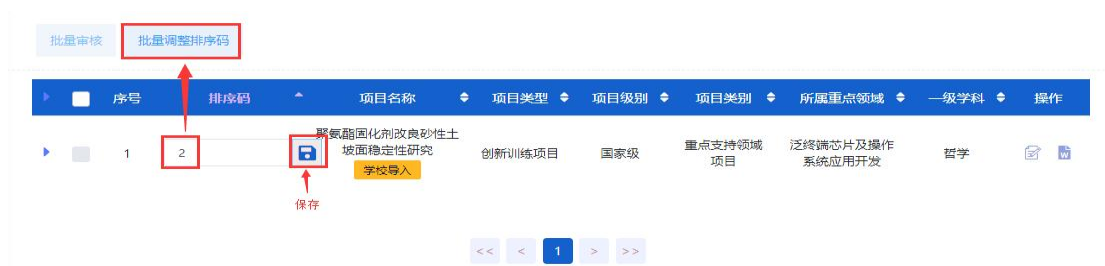 批量审核 批量调整排序码
序号 排序码 项目名称 项目类型 项目级别 项目类别 所属重点领域 一级学科 操作
1 2 聚氨酯固化剂改良砂性土 创新训练项目 国家级 重点支持领域 泛终端芯片及操作 哲学
坡面稳定性研究 项目 系统应用开发
学校导入
保存
<< < 1 > >>